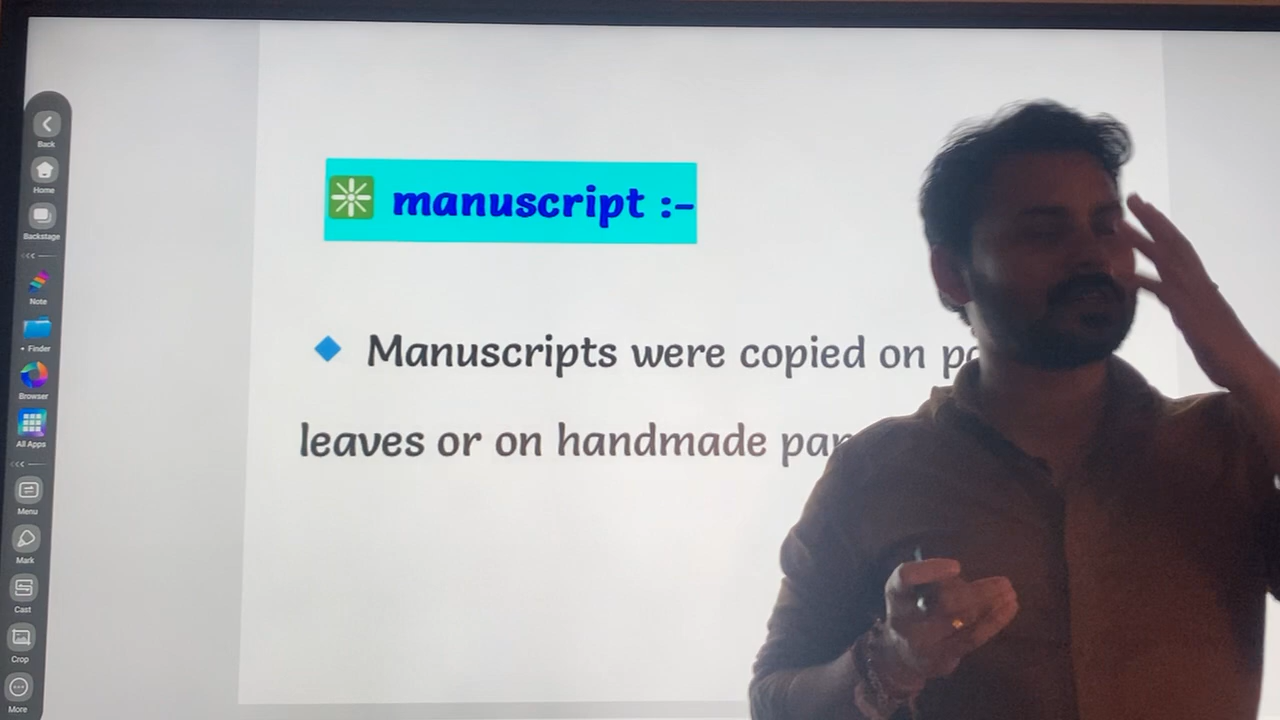 manuscript :-
Manuscripts were copied on
leaves or on handmade
Back
Home
Backstage
Note
Finder
Browser
All Apps
Menu
Mark
Cast
Crop
More